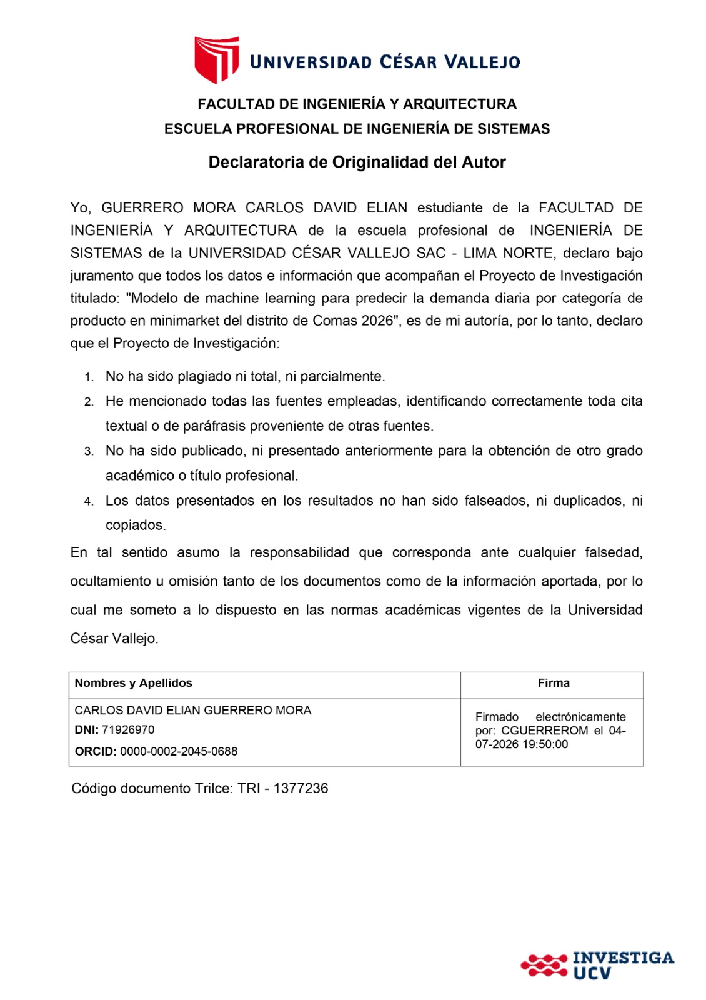 UNIVERSIDAD CÉSAR VALLEJO
FACULTAD DE INGENIERÍA Y ARQUITECTURA
ESCUELA PROFESIONAL DE INGENIERÍA DE SISTEMAS
Declaratoria de Originalidad del Autor
Yo, GUERRERO MORA CARLOS DAVID ELIAN estudiante de la FACULTAD DE
INGENIERÍA Y ARQUITECTURA de la escuela profesional de INGENIERÍA DE
SISTEMAS de la UNIVERSIDAD CÉSAR VALLEJO SAC - LIMA NORTE, declaro bajo
juramento que todos los datos e información que acompañan el Proyecto de Investigación
titulado: "Modelo de machine learning para predecir la demanda diaria por categoría de
producto en minimarket del distrito de Comas 2026", es de mi autoría, por lo tanto, declaro
que el Proyecto de Investigación:
1. No ha sido plagiado ni total, ni parcialmente.
2. He mencionado todas las fuentes empleadas, identificando correctamente toda cita
textual o de paráfrasis proveniente de otras fuentes.
3. No ha sido publicado, ni presentado anteriormente para la obtención de otro grado
académico o título profesional.
4. Los datos presentados en los resultados no han sido falseados, ni duplicados, ni
copiados.
En tal sentido asumo la responsabilidad que corresponda ante cualquier falsedad,
ocultamiento u omisión tanto de los documentos como de la información aportada, por lo
cual me someto a lo dispuesto en las normas académicas vigentes de la Universidad
César Vallejo.
Nombres y Apellidos
Firma
CARLOS DAVID ELIAN GUERRERO MORA
DNI: 71926970
ORCID: 0000-0002-2045-0688
Firmado electrónicamente
por: CGUERREROM el 04-
07-2026 19:50:00
Código documento Trilce: TRI - 1377236
INVESTIGA
UCV